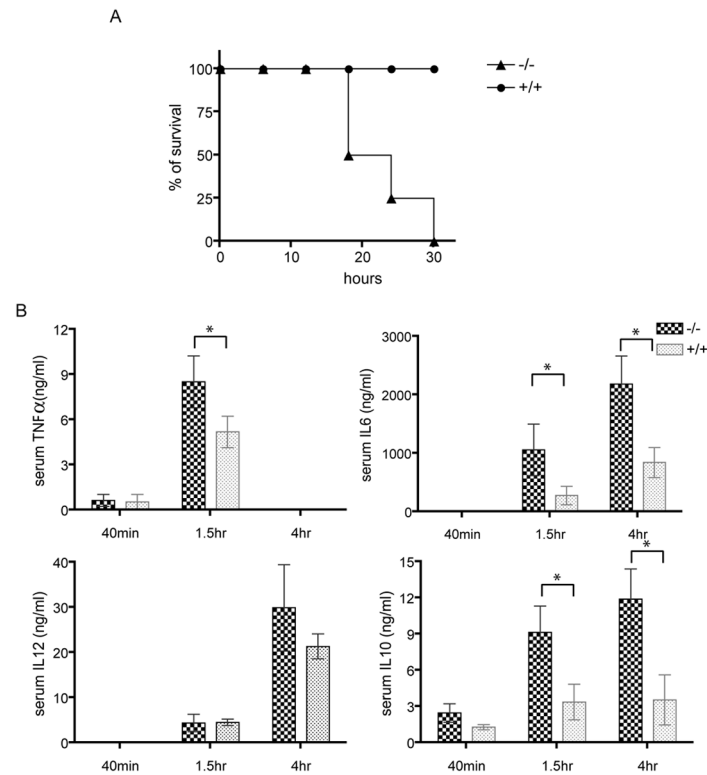 A
-/-
+/+
% of survival
100
75
50
25
0
0 10 20 30
hours
B
serum TNFα(ng/ml)
12
9
6
3
0
*
40min 1.5hr 4hr
serum IL6 (ng/ml)
3000
2000
1000
0
*
*
-/-
+/+
40min 1.5hr 4hr
serum IL12 (ng/ml)
40
30
20
10
0
40min 1.5hr 4hr
serum IL10 (ng/ml)
15
12
9
6
3
0
*
*
40min 1.5hr 4hr